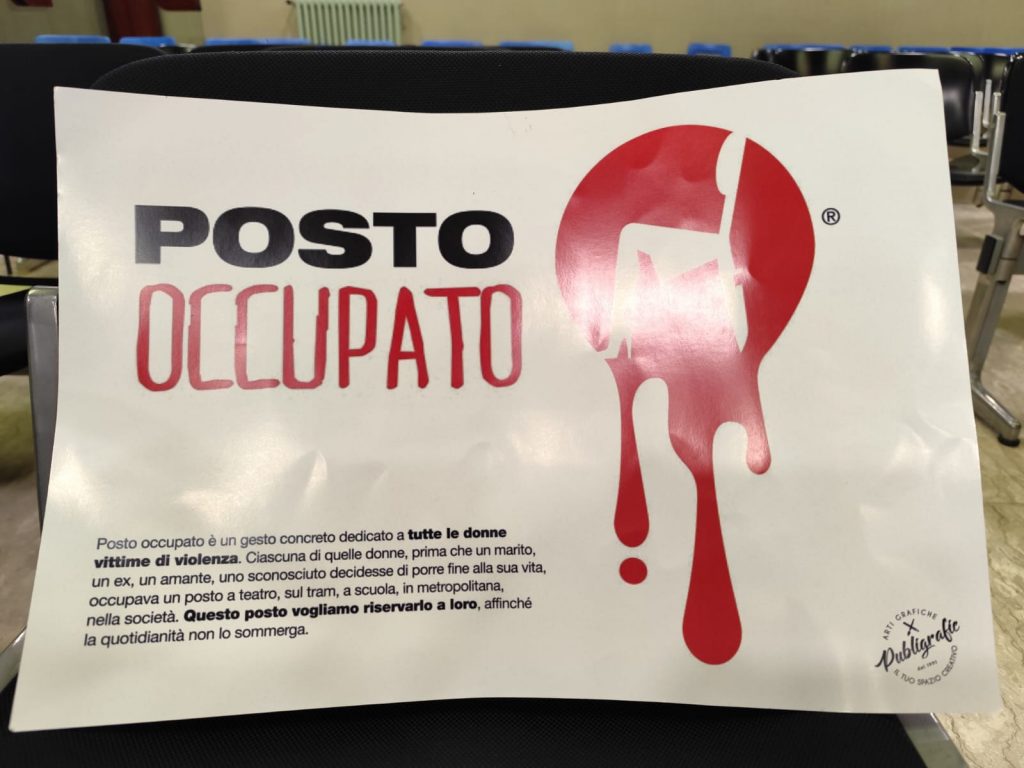 POSTO
OCCUPATO
®
Posto occupato è un gesto concreto dedicato a tutte le donne
vittime di violenza. Ciascuna di quelle donne, prima che un marito,
un ex, un amante, uno sconosciuto decidesse di porre fine alla sua vita,
occupava un posto a teatro, sul tram, a scuola, in metropolitana,
nella società. Questo posto vogliamo riservarlo a loro, affinché
la quotidianità non lo sommerga.
ARTI GRAFICHE
Publigrafic
IL TUO SPAZIO CREATIVO